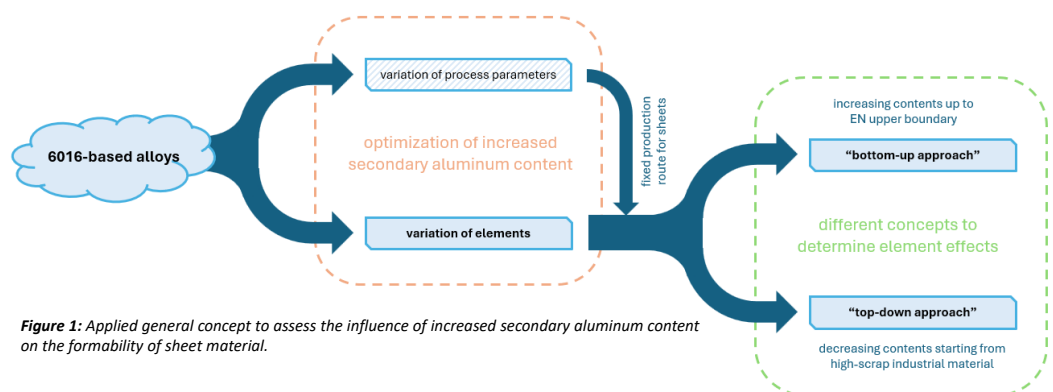 6016-based alloys
variation of process parameters
optimization of increased
secondary aluminum content
variation of elements
fixed production
route for sheets
increasing contents up to
EN upper boundary
“bottom-up approach”
different concepts to
determine element effects
“top-down approach”
decreasing contents starting from
high-scrap industrial material
Figure 1: Applied general concept to assess the influence of increased secondary aluminum content
on the formability of sheet material.